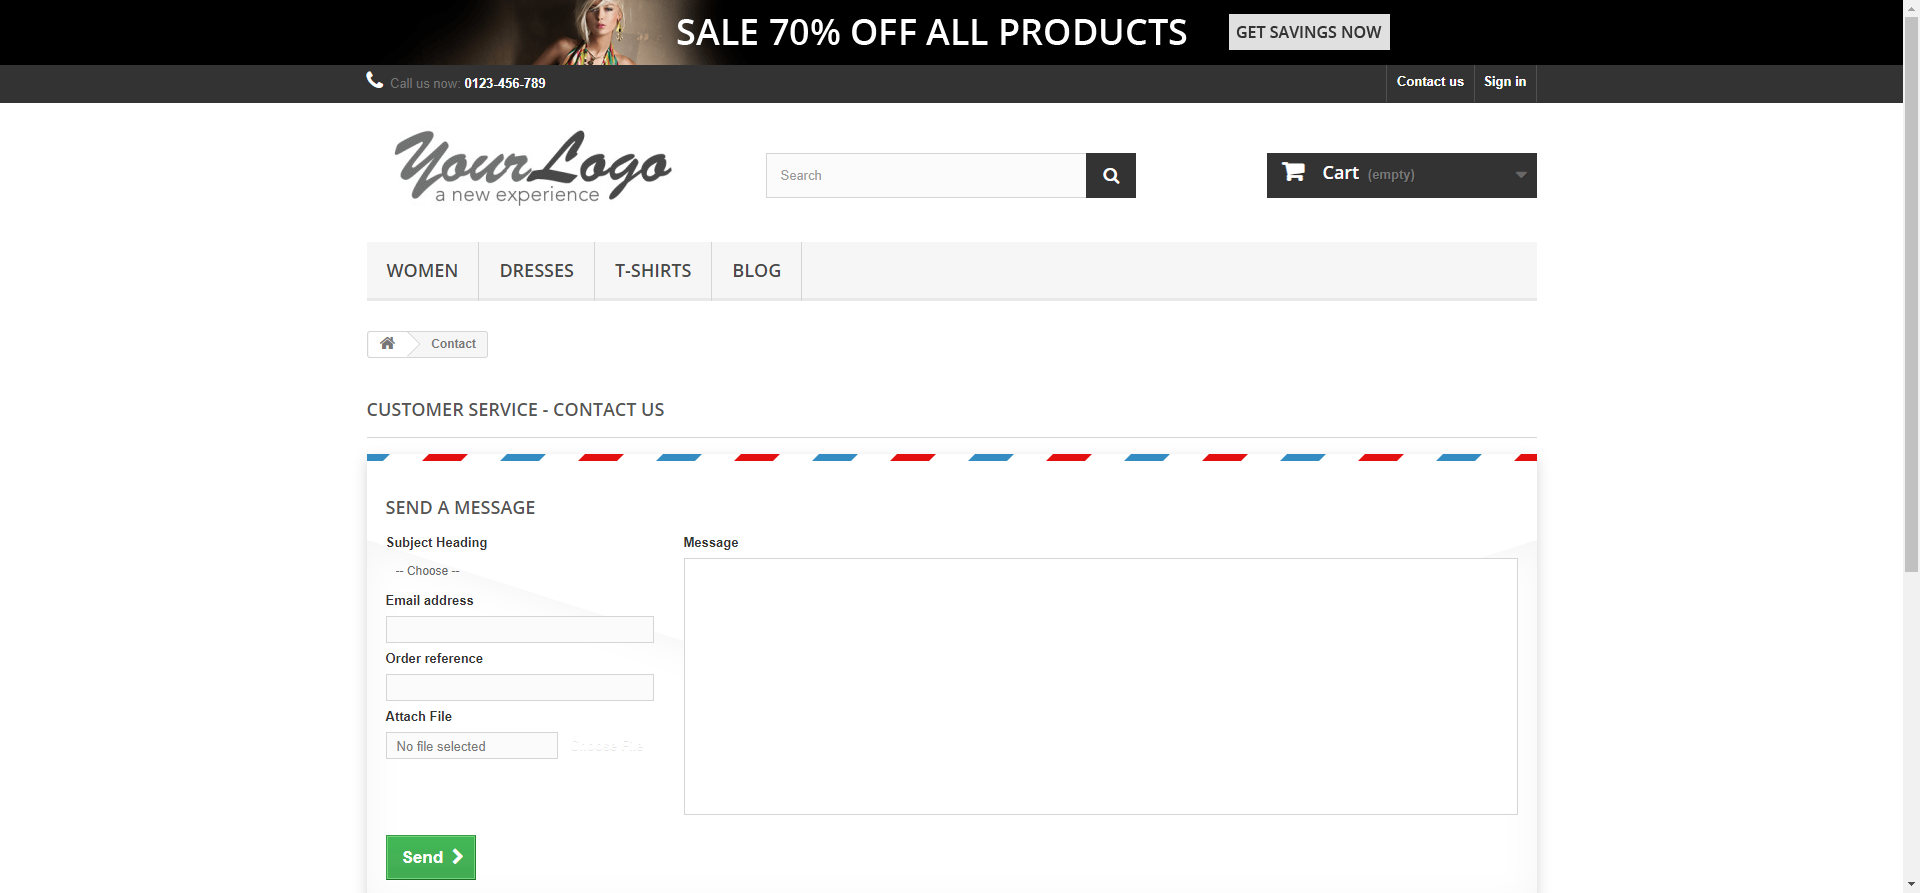 SALE 70% OFF ALL PRODUCTS
GET SAVINGS NOW
Call us now: 0123-456-789
Contact us
Sign in
YourLogo
a new experience
Search
Cart (empty)
WOMEN
DRESSES
T-SHIRTS
BLOG
Contact
CUSTOMER SERVICE - CONTACT US
SEND A MESSAGE
Subject Heading
-- Choose --
Email address
Order reference
Attach File
No file selected
Choose File
Message
Send